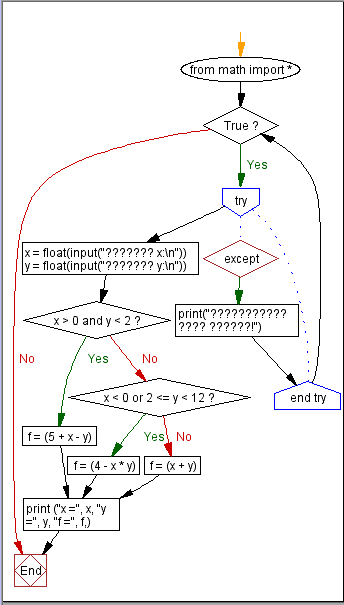 from math import *
True ?
Yes
try
x = float(input("??????? x:\n"))
y = float(input("??????? y:\n"))
except
x > 0 and y < 2 ?
print("???????????
???? ??????!")
No
Yes
No
x < 0 or 2 <= y < 12 ?
end try
f = (5 + x - y)
Yes
No
f = (4 - x * y)
f = (x + y)
print ("x =", x, "y
=", y, "f =", f,)
End